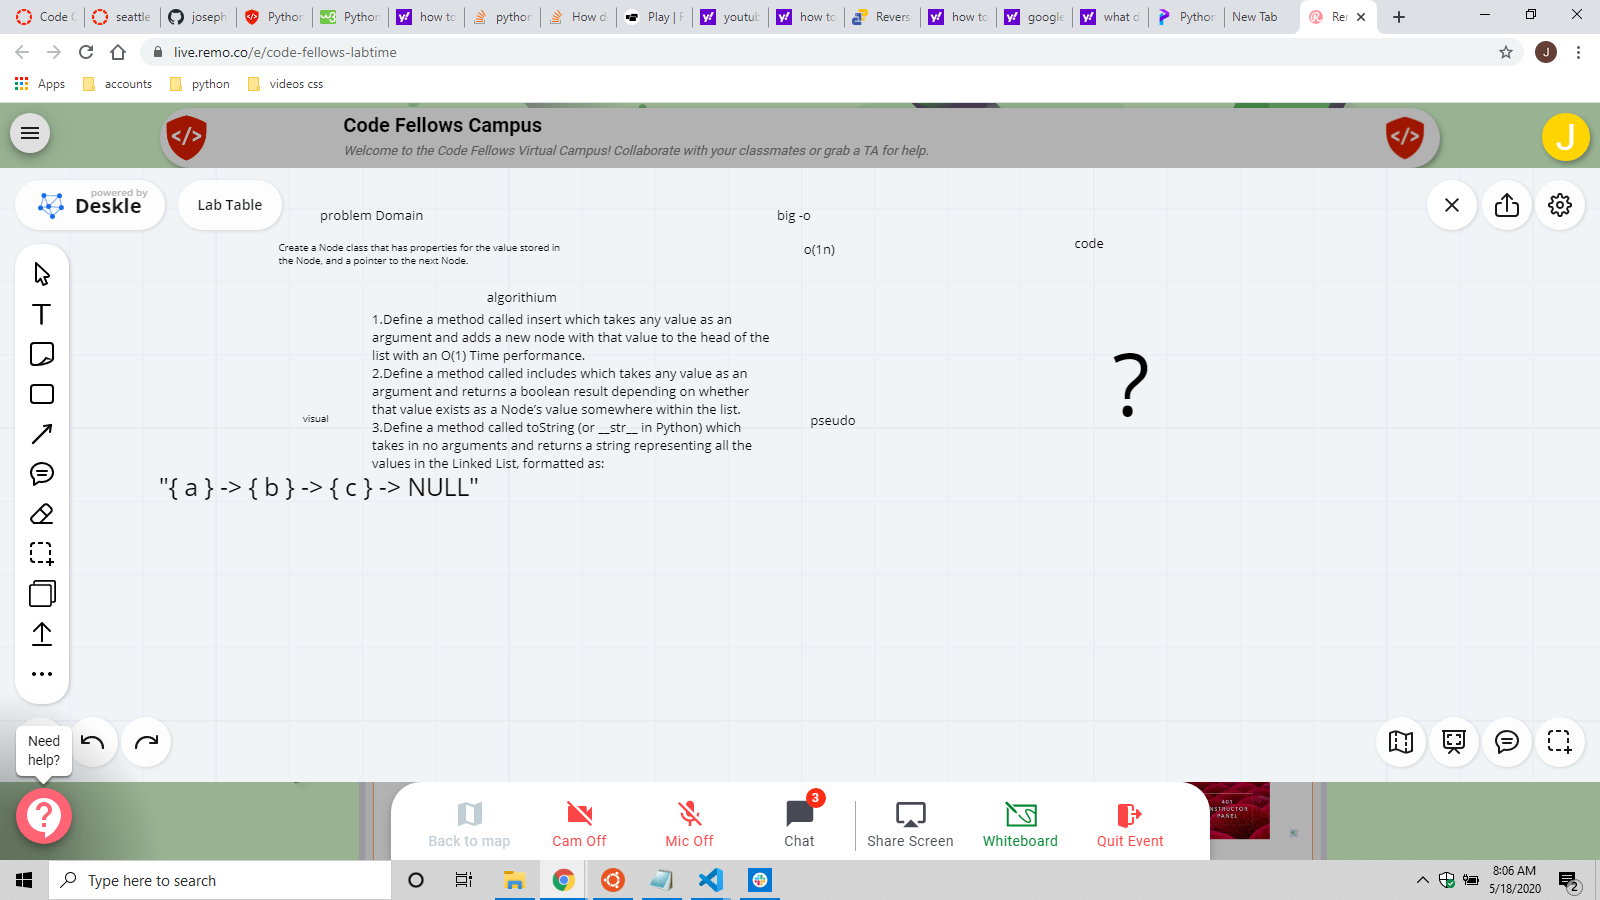 Code C
seattle
joseph
Python
Python
how to
python
How d
Play | F
youtub
how to
Revers
how to
google
what d
Python
New Tab
Rer
live.remo.co/e/code-fellows-labtime
J
Apps
accounts
python
videos css
Code Fellows Campus
Welcome to the Code Fellows Virtual Campus! Collaborate with your classmates or grab a TA for help.
J
powered by
Deskle
Lab Table
problem Domain
big -o
Create a Node class that has properties for the value stored in
the Node, and a pointer to the next Node.
o(1n)
code
algorithium
1.Define a method called insert which takes any value as an
argument and adds a new node with that value to the head of the
list with an O(1) Time performance.
2.Define a method called includes which takes any value as an
argument and returns a boolean result depending on whether
that value exists as a Node’s value somewhere within the list.
3.Define a method called toString (or __str__ in Python) which
takes in no arguments and returns a string representing all the
values in the Linked List, formatted as:
visual
pseudo
?
"{ a } -> { b } -> { c } -> NULL"
Need
help?
401
INSTRUCTOR
PANEL
3
Back to map
Cam Off
Mic Off
Chat
Share Screen
Whiteboard
Quit Event
Type here to search
8:06 AM
5/18/2020
2